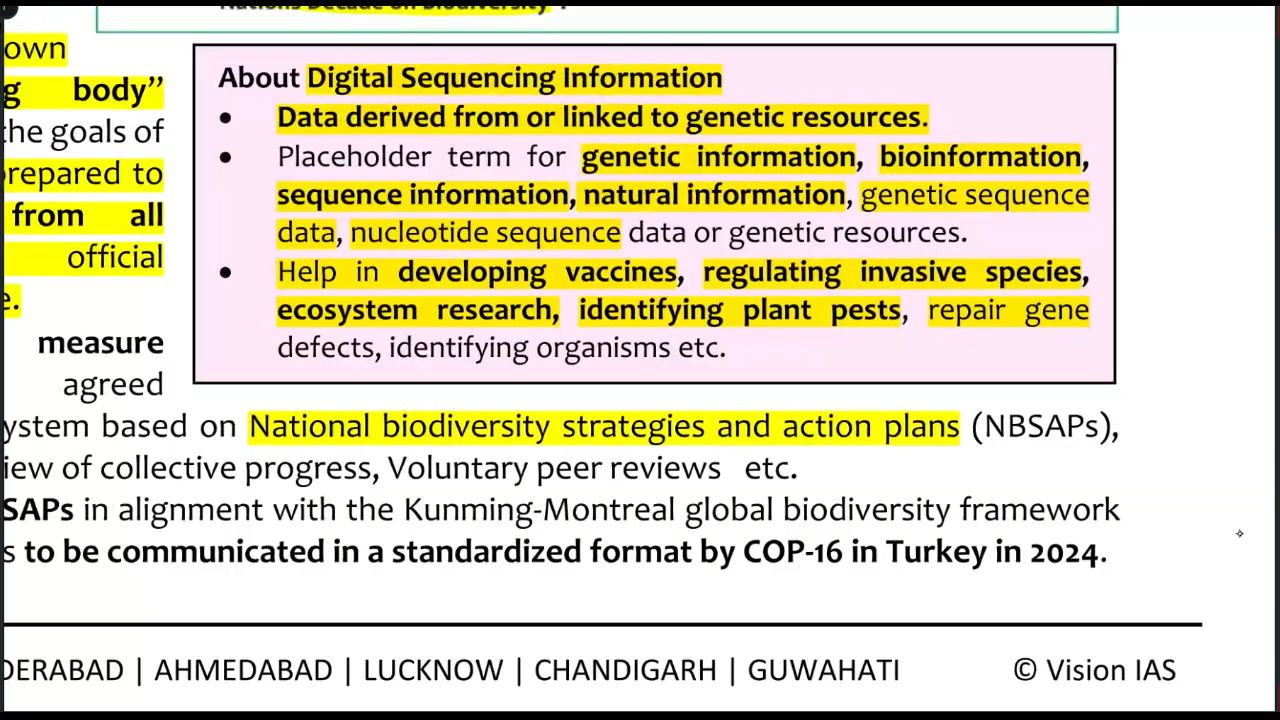 Nations Decade on Biodiversity".
own
g body”
the goals of
prepared to
from all
official
e.
measure
agreed
About Digital Sequencing Information
• Data derived from or linked to genetic resources.
• Placeholder term for genetic information, bioinformation,
sequence information, natural information, genetic sequence
data, nucleotide sequence data or genetic resources.
• Help in developing vaccines, regulating invasive species,
ecosystem research, identifying plant pests, repair gene
defects, identifying organisms etc.
ystem based on National biodiversity strategies and action plans (NBSAPs),
iew of collective progress, Voluntary peer reviews etc.
SAPs in alignment with the Kunming-Montreal global biodiversity framework
s to be communicated in a standardized format by COP-16 in Turkey in 2024.
DERABAD | AHMEDABAD | LUCKNOW | CHANDIGARH | GUWAHATI © Vision IAS